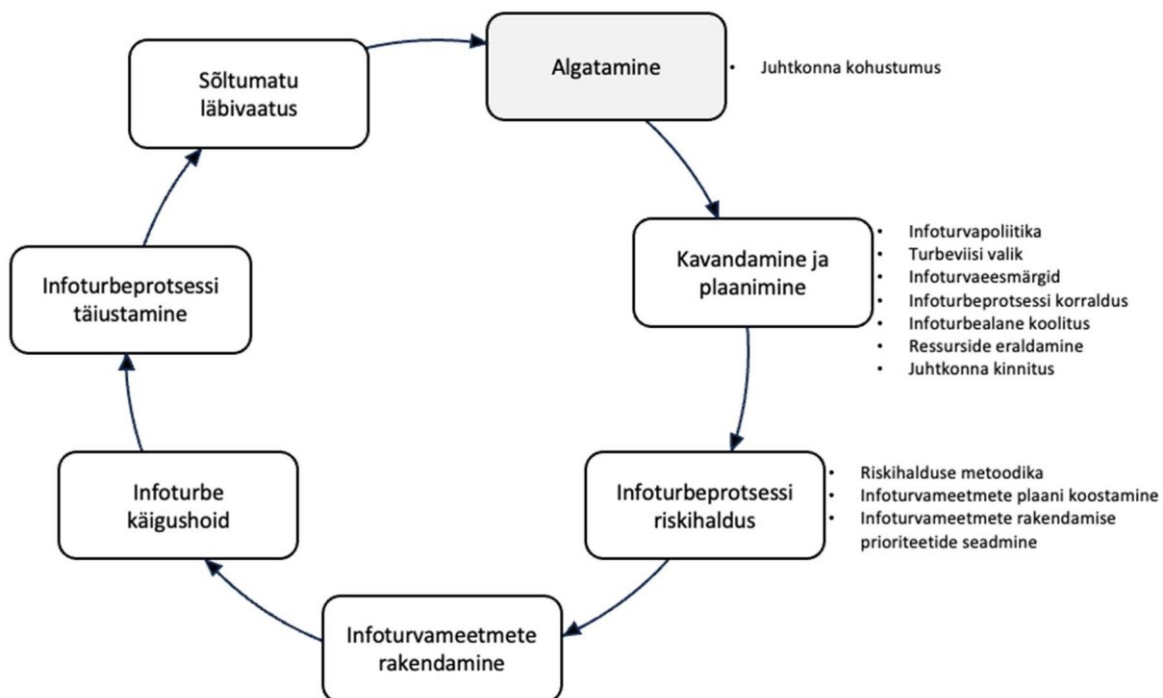 Algatamine
• Juhtkonna kohustumus
Kavandamine ja
plaanimine
• Infoturvapoliitika
• Turbeviisi valik
• Infoturvaeesmärgid
• Infoturbeprotsessi korraldus
• Infoturbealane koolitus
• Ressurside eraldamine
• Juhtkonna kinnitus
Infoturbeprotsessi
riskihaldus
• Riskihalduse metoodika
• Infoturvameetmete plaani koostamine
• Infoturvameetmete rakendamise
prioriteetide seadmine
Infoturvameetmete
rakendamine
Infoturbe
käigushoid
Infoturbeprotsessi
täiustamine
Sõltumatu
läbivaatus